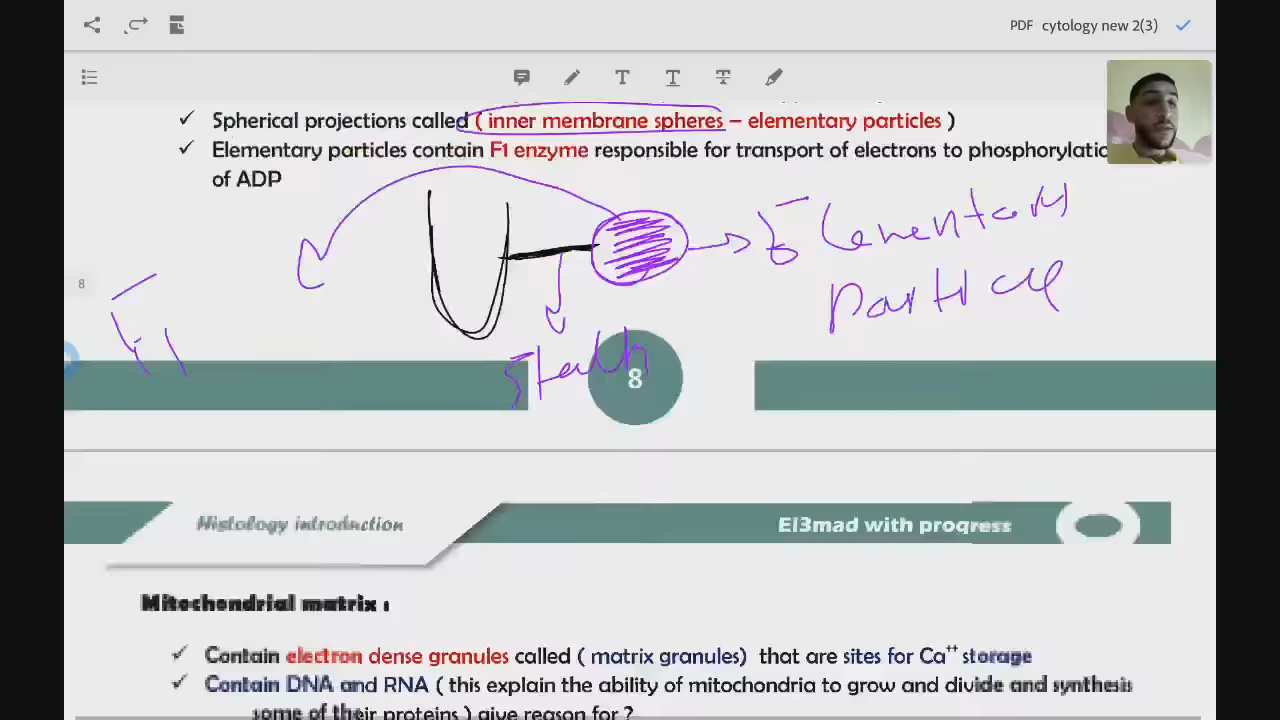 PDF cytology new 2(3)
✓ Spherical projections called ( inner membrane spheres – elementary particles )
✓ Elementary particles contain F1 enzyme responsible for transport of electrons to phosphorylatio
of ADP
Elementary
particle
F1
8
8
Histology introduction
El3mad with progress
Mitochondrial matrix :
✓ Contain electron dense granules called ( matrix granules) that are sites for Ca++ storage
✓ Contain DNA and RNA ( this explain the ability of mitochondria to grow and divide and synthesis
some of their proteins ) give reason for ?